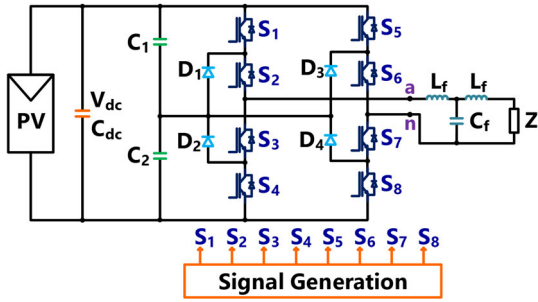 C1
S1
S5
D1
S2
D3
S6
a
Lf
Lf
PV
Vdc
Cdc
n
Cf
Z
C2
D2
S3
D4
S7
S4
S8
S1 S2 S3 S4 S5 S6 S7 S8
Signal Generation